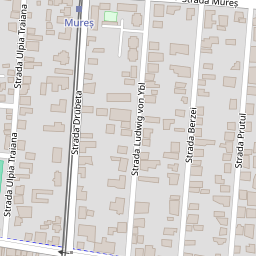 Strada Mureș
Mureș
Strada Ulpia Traiana
Strada Drubeta
Strada Ludwig von Ybl
Strada Berzei
Strada Prutul
Strada Ulpia Traiana